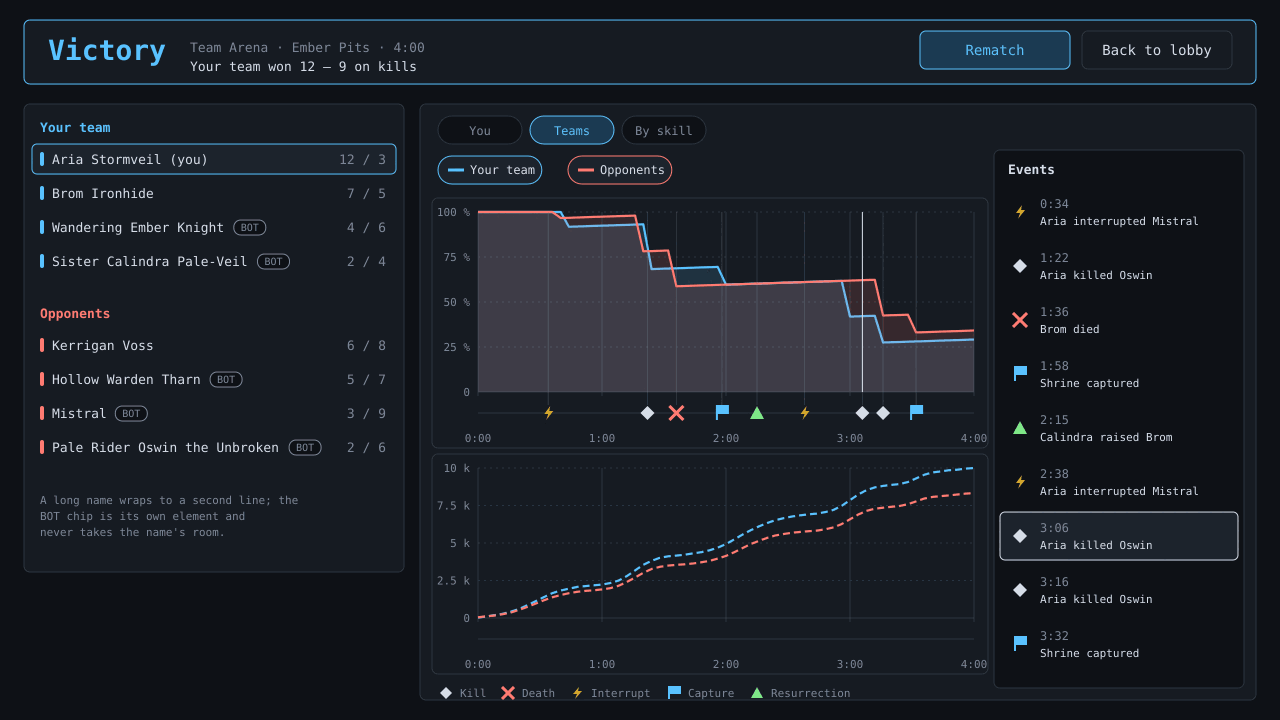 Victory
Team Arena · Ember Pits · 4:00
Your team won 12 — 9 on kills
Rematch
Back to lobby
Your team
Aria Stormveil (you) 12 / 3
Brom Ironhide 7 / 5
Wandering Ember Knight BOT 4 / 6
Sister Calindra Pale-Veil BOT 2 / 4
Opponents
Kerrigan Voss 6 / 8
Hollow Warden Tharn BOT 5 / 7
Mistral BOT 3 / 9
Pale Rider Oswin the Unbroken BOT 2 / 6
A long name wraps to a second line; the
BOT chip is its own element and
never takes the name's room.
You Teams By skill
Your team Opponents
100 %
75 %
50 %
25 %
0
0:00 1:00 2:00 3:00 4:00
10 k
7.5 k
5 k
2.5 k
0
0:00 1:00 2:00 3:00 4:00
Kill Death Interrupt Capture Resurrection
Events
0:34
Aria interrupted Mistral
1:22
Aria killed Oswin
1:36
Brom died
1:58
Shrine captured
2:15
Calindra raised Brom
2:38
Aria interrupted Mistral
3:06
Aria killed Oswin
3:16
Aria killed Oswin
3:32
Shrine captured